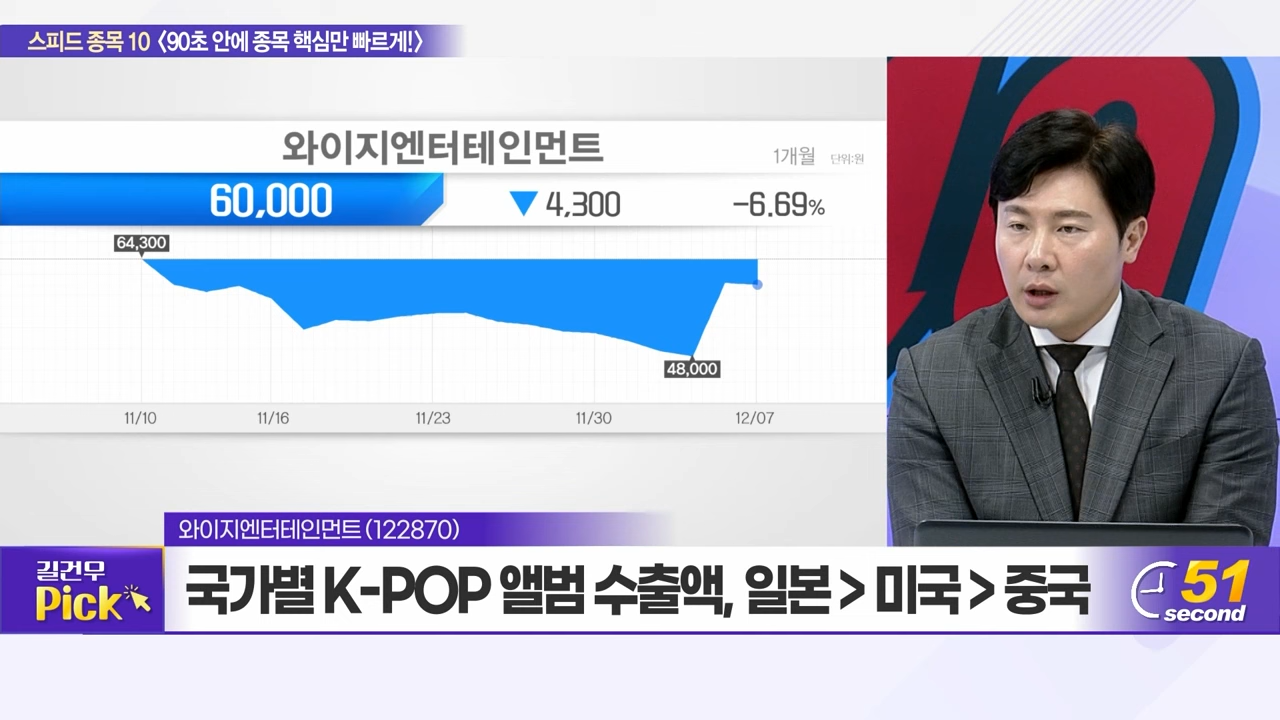 스피드 종목 10 〈90초 안에 종목 핵심만 빠르게!〉
와이지엔터테인먼트
1개월 단위:원
60,000 ▼ 4,300 -6.69%
64,300
48,000
11/10 11/16 11/23 11/30 12/07
와이지엔터테인먼트 (122870)
길건무
Pick
국가별 K-POP 앨범 수출액, 일본 > 미국 > 중국
51
second